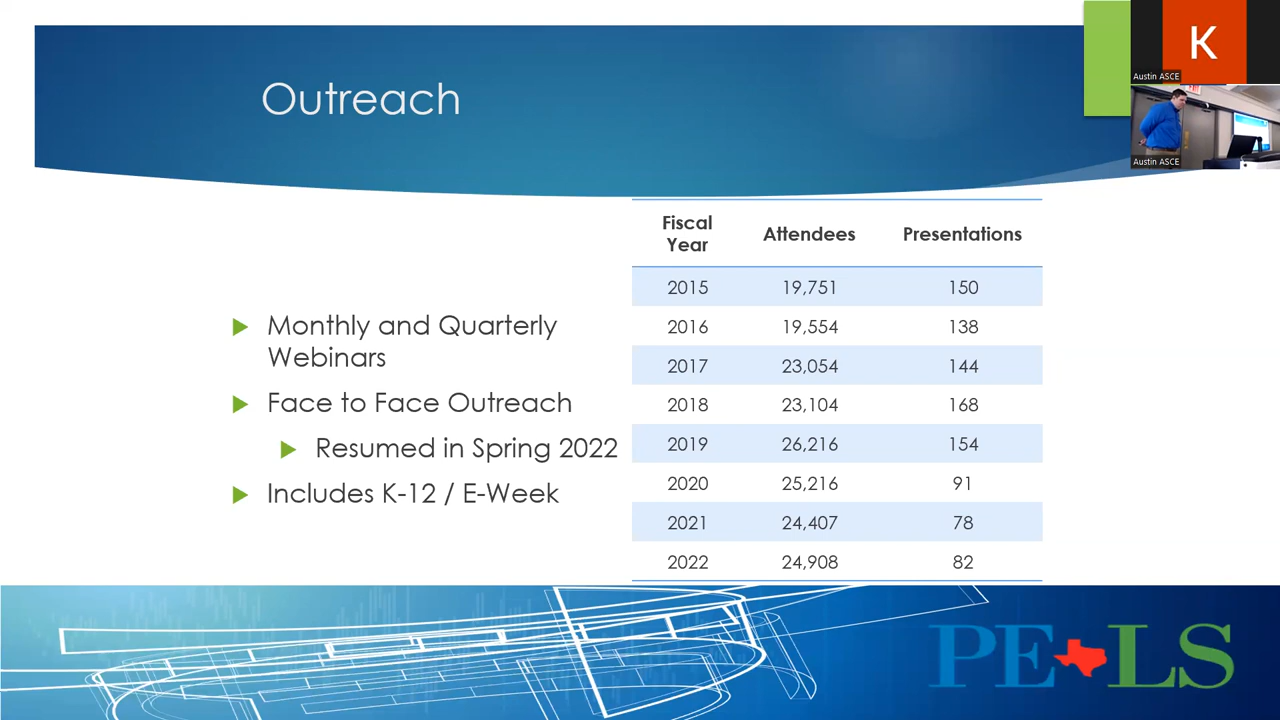 Outreach
K
Austin ASCE
Austin ASCE
Monthly and Quarterly
Webinars
Face to Face Outreach
Resumed in Spring 2022
Includes K-12 / E-Week
Fiscal
Year
Attendees
Presentations
2015 19,751 150
2016 19,554 138
2017 23,054 144
2018 23,104 168
2019 26,216 154
2020 25,216 91
2021 24,407 78
2022 24,908 82
PE LS